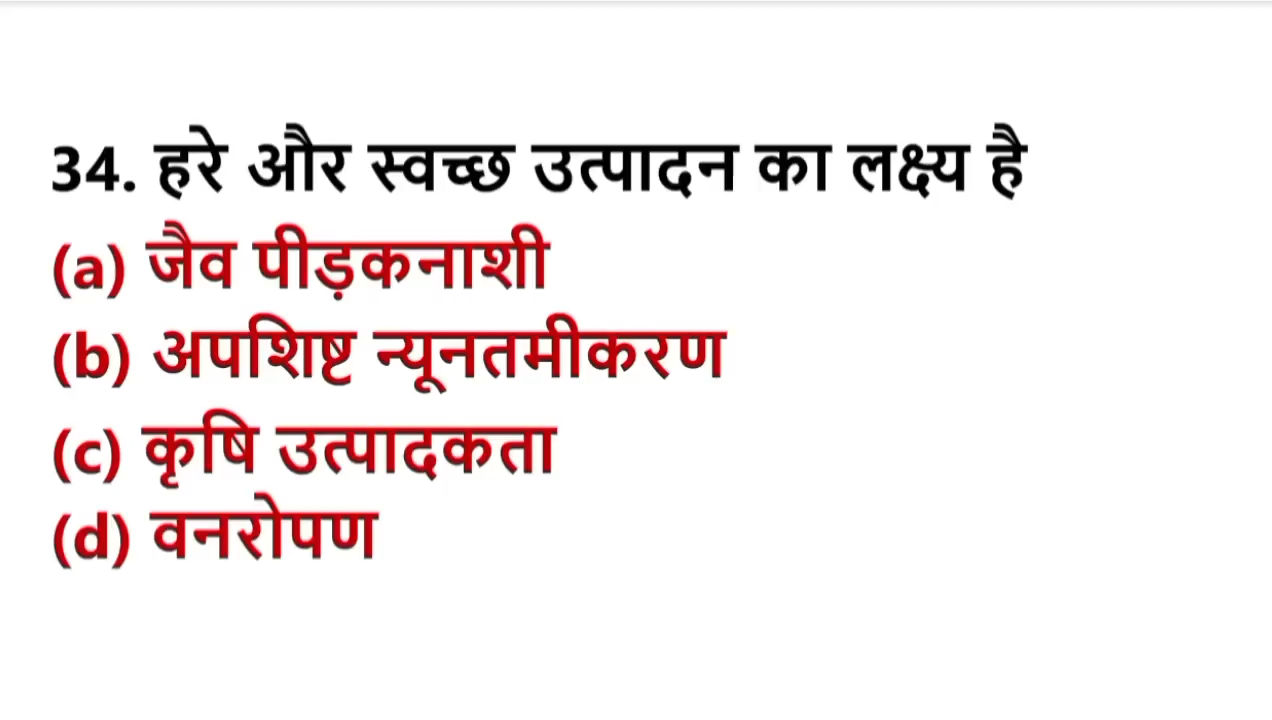 34. हरे और स्वच्छ उत्पादन का लक्ष्य है
(a) जैव पीड़कनाशी
(b) अपशिष्ट न्यूनतमीकरण
(c) कृषि उत्पादकता
(d) वनरोपण